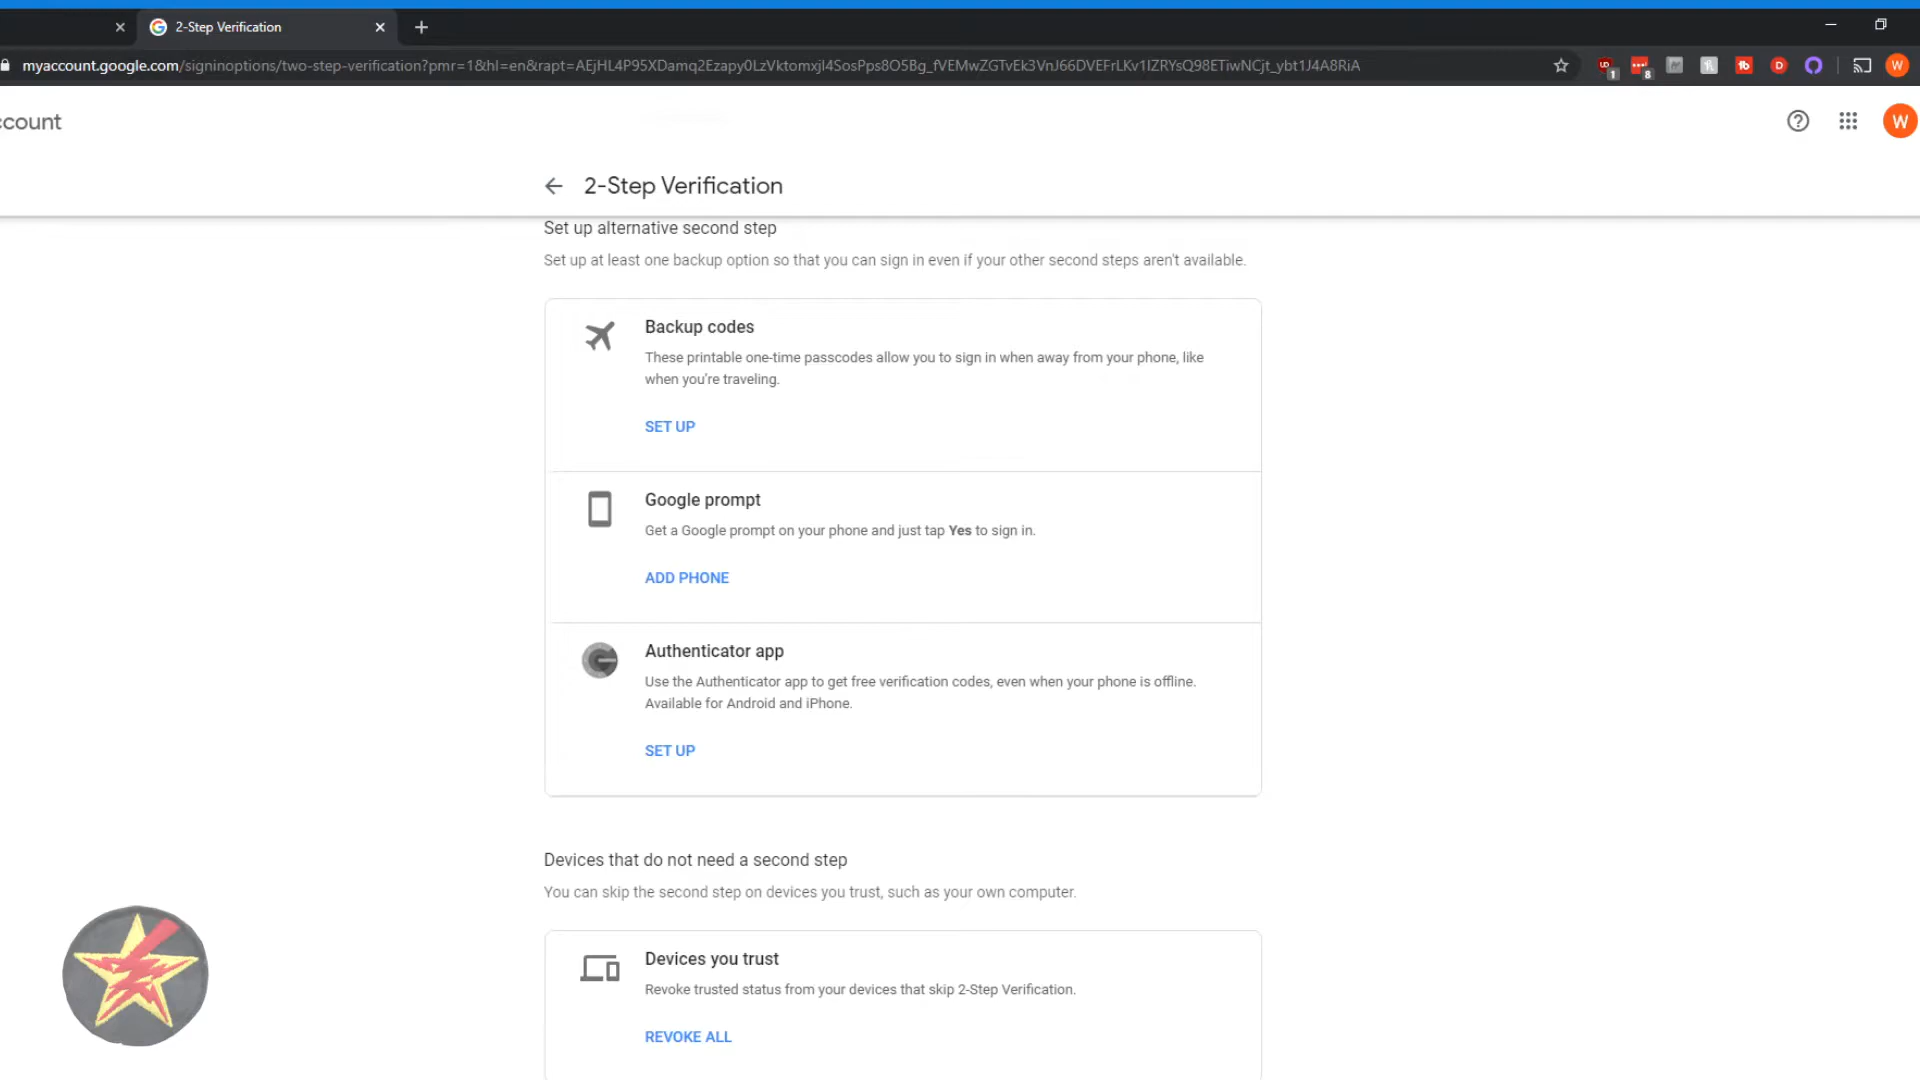 2-Step Verification
myaccount.google.com/signinoptions/two-step-verification?pmr=1&hl=en&rapt=AEjHL4P95XDamq2Ezapy0LzVktomxjI4SosPps8O5Bg_fVEMwZGTvEk3VnJ66DVEFrLKv1IZRYsQ98ETiwNCjt_ybt1J4A8RiA
UD 1
8
tb
D
W
ccount
W
2-Step Verification
Set up alternative second step
Set up at least one backup option so that you can sign in even if your other second steps aren't available.
Backup codes
These printable one-time passcodes allow you to sign in when away from your phone, like
when you're traveling.
SET UP
Google prompt
Get a Google prompt on your phone and just tap Yes to sign in.
ADD PHONE
Authenticator app
Use the Authenticator app to get free verification codes, even when your phone is offline.
Available for Android and iPhone.
SET UP
Devices that do not need a second step
You can skip the second step on devices you trust, such as your own computer.
Devices you trust
Revoke trusted status from your devices that skip 2-Step Verification.
REVOKE ALL